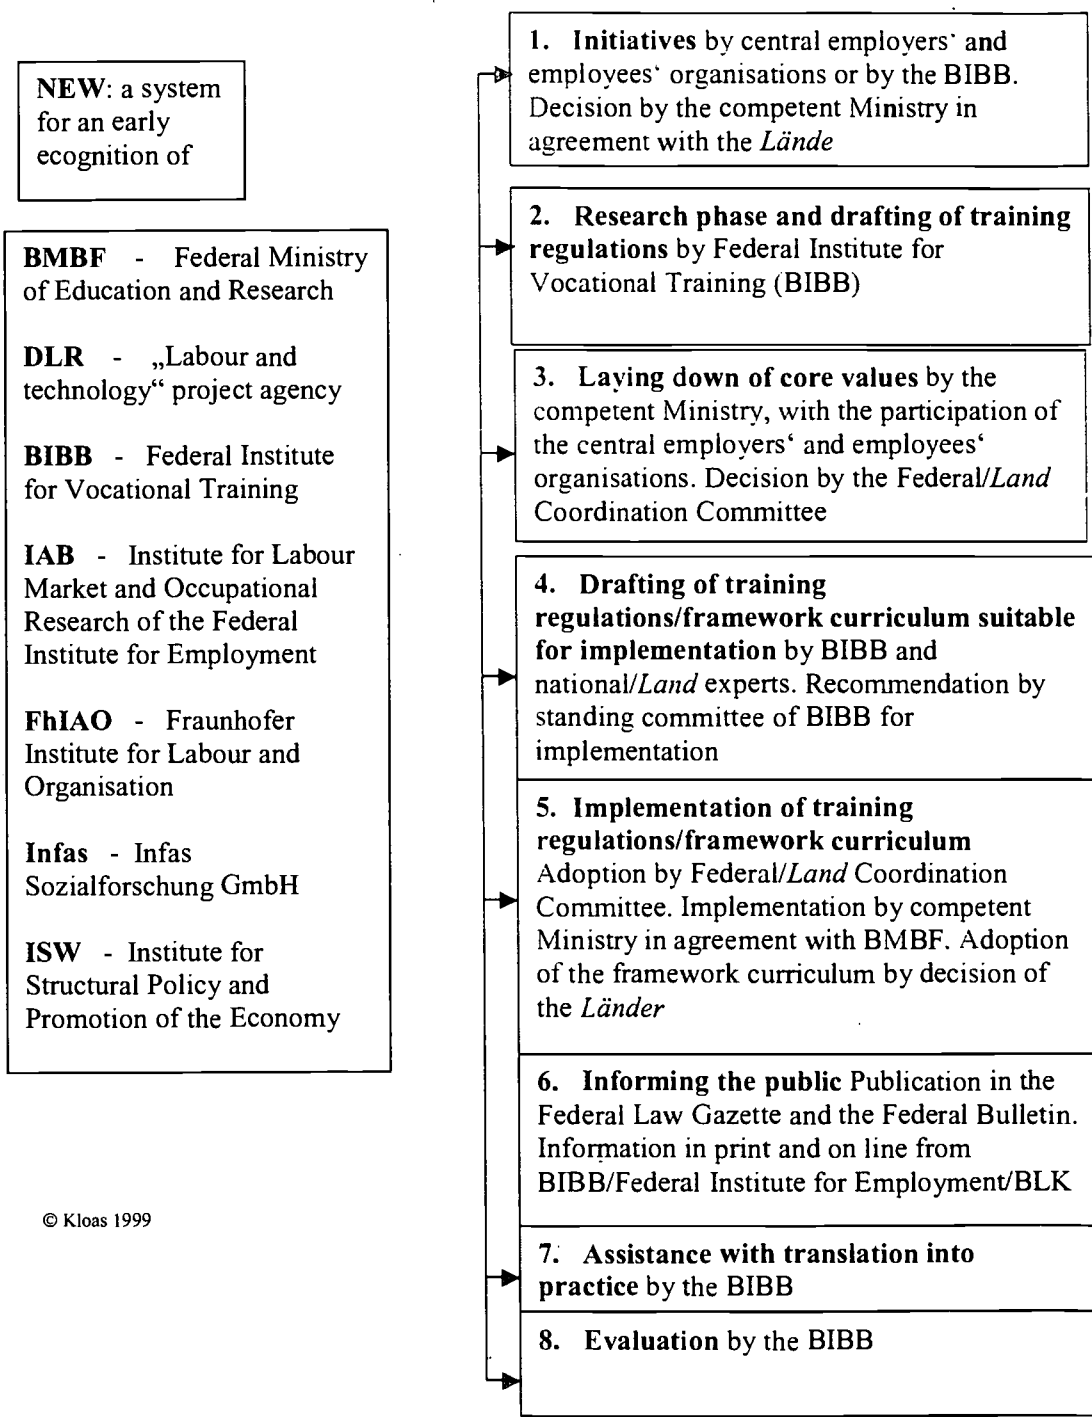 NEW: a system
for an early
ecognition of
BMBF - Federal Ministry
of Education and Research
DLR - „Labour and
technology“ project agency
BIBB - Federal Institute
for Vocational Training
IAB - Institute for Labour
Market and Occupational
Research of the Federal
Institute for Employment
FhIAO - Fraunhofer
Institute for Labour and
Organisation
Infas - Infas
Sozialforschung GmbH
ISW - Institute for
Structural Policy and
Promotion of the Economy
© Kloas 1999
1. Initiatives by central employers‘ and
employees‘ organisations or by the BIBB.
Decision by the competent Ministry in
agreement with the Lände
2. Research phase and drafting of training
regulations by Federal Institute for
Vocational Training (BIBB)
3. Laying down of core values by the
competent Ministry, with the participation of
the central employers‘ and employees‘
organisations. Decision by the Federal/Land
Coordination Committee
4. Drafting of training
regulations/framework curriculum suitable
for implementation by BIBB and
national/Land experts. Recommendation by
standing committee of BIBB for
implementation
5. Implementation of training
regulations/framework curriculum
Adoption by Federal/Land Coordination
Committee. Implementation by competent
Ministry in agreement with BMBF. Adoption
of the framework curriculum by decision of
the Länder
6. Informing the public Publication in the
Federal Law Gazette and the Federal Bulletin.
Information in print and on line from
BIBB/Federal Institute for Employment/BLK
7. Assistance with translation into
practice by the BIBB
8. Evaluation by the BIBB